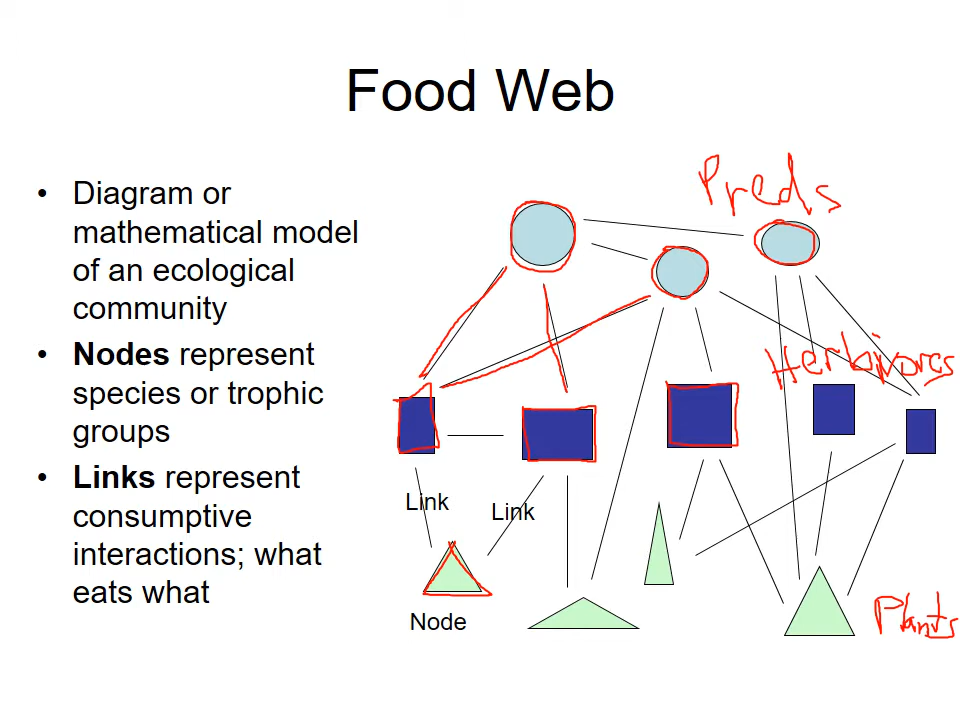 Food Web
• Diagram or
mathematical model
of an ecological
community
• Nodes represent
species or trophic
groups
• Links represent
consumptive
interactions; what
eats what
Preds
Herbivores
Link
Link
Node
Plants